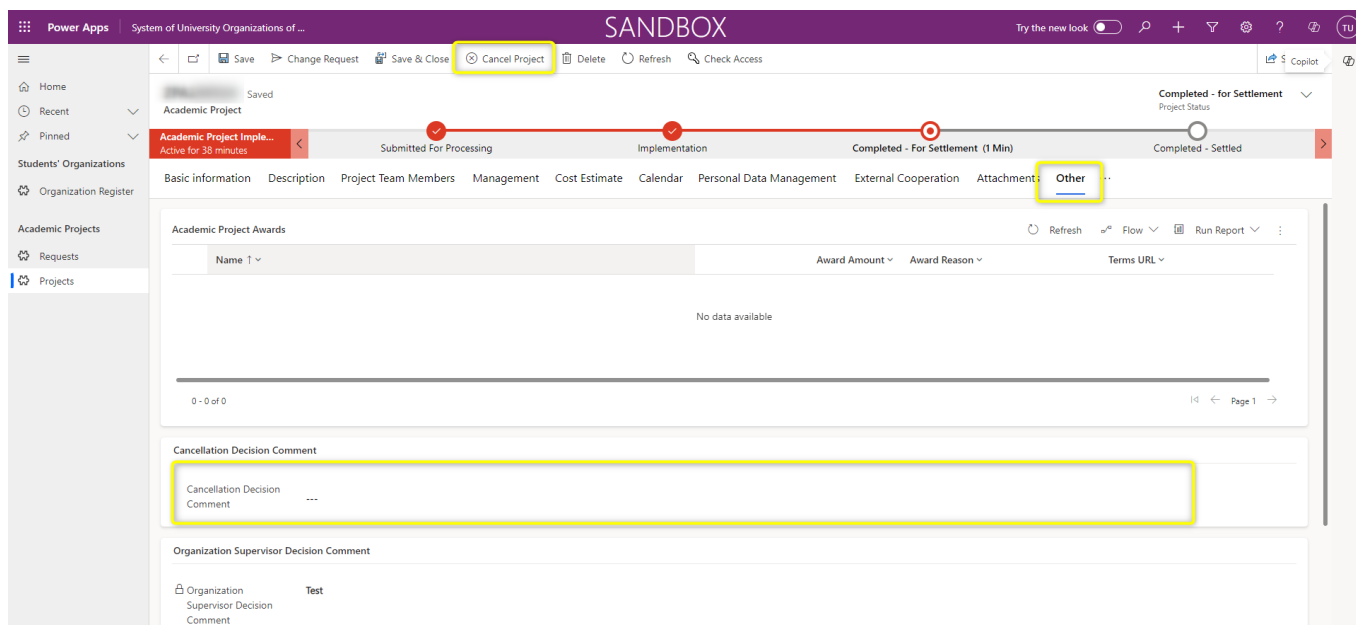 Power Apps System of University Organizations of ... SANDBOX Try the new look TU
Save Change Request Save & Close Cancel Project Delete Refresh Check Access S Copilot
Home
Recent
Pinned
Students' Organizations
Organization Register
Academic Projects
Requests
Projects
Saved
Academic Project
Completed - for Settlement
Project Status
Academic Project Imple...
Active for 38 minutes
Submitted For Processing Implementation Completed - For Settlement (1 Min) Completed - Settled
Basic information Description Project Team Members Management Cost Estimate Calendar Personal Data Management External Cooperation Attachments Other ...
Academic Project Awards Refresh Flow Run Report
Name ↑ Award Amount Award Reason Terms URL
No data available
0 - 0 of 0 Page 1
Cancellation Decision Comment
Cancellation Decision
Comment
---
Organization Supervisor Decision Comment
Organization
Supervisor Decision
Comment
Test